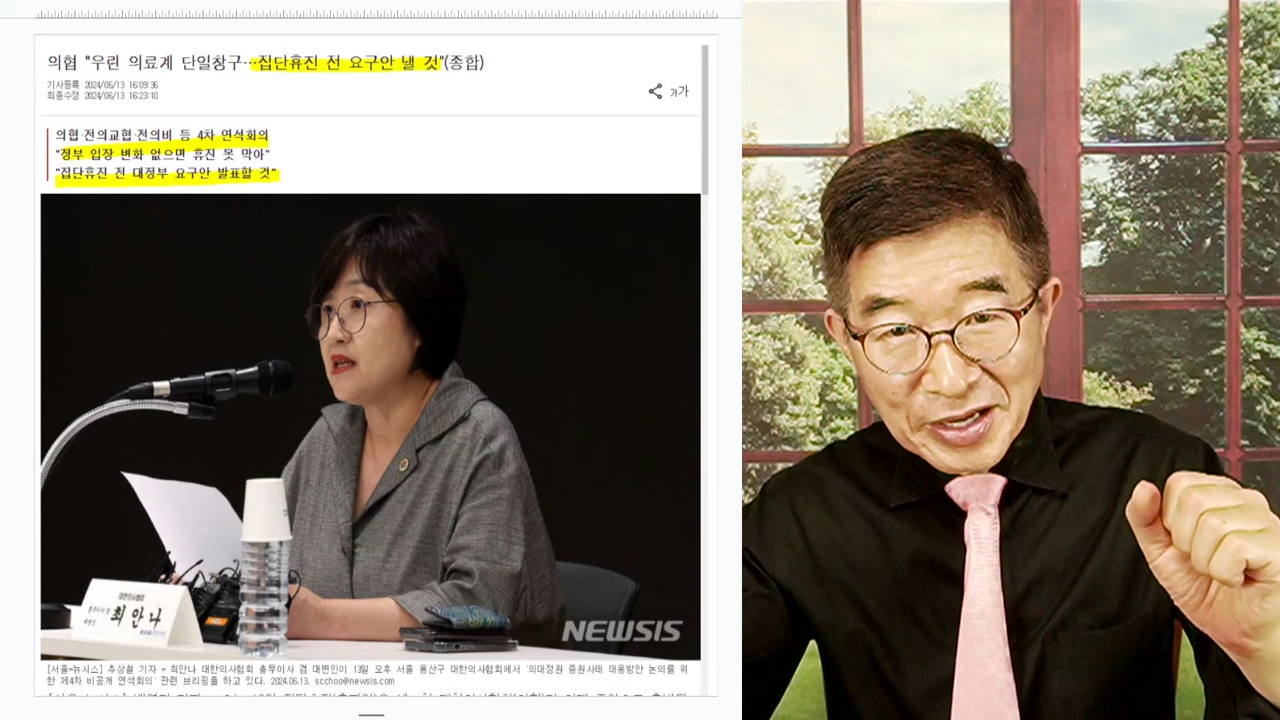 의협 "우린 의료계 단일창구…집단휴진 전 요구안 낼 것"(종합)
기사등록 2024/06/13 16:09:36
최종수정 2024/06/13 16:23:10
가가
의협·전의교협·전의비 등 4차 연석회의
"정부 입장 변화 없으면 휴진 못 막아"
"집단휴진 전 대정부 요구안 발표할 것"
대한의사협회
최안나
KMA
NEWSIS
[서울=뉴시스] 추상철 기자 = 최안나 대한의사협회 총무이사 겸 대변인이 13일 오후 서울 용산구 대한의사협회에서 '의대정원 증원사태 대응방안 논의를 위
한 제4차 비공개 연석회의' 관련 브리핑을 하고 있다. 2024.06.13. scchoo@newsis.com